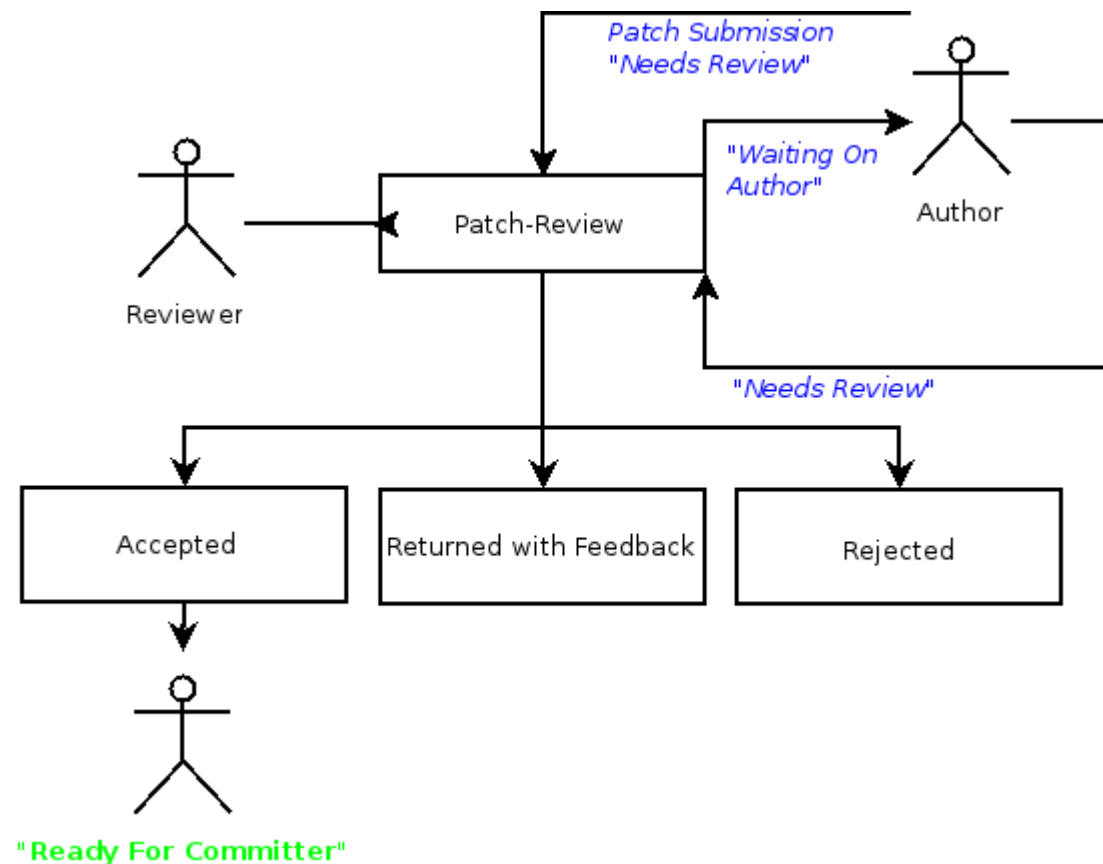 Patch Submission
"Needs Review"
"Waiting On
Author"
Author
Patch-Review
Reviewer
"Needs Review"
Accepted
Returned with Feedback
Rejected
"Ready For Committer"